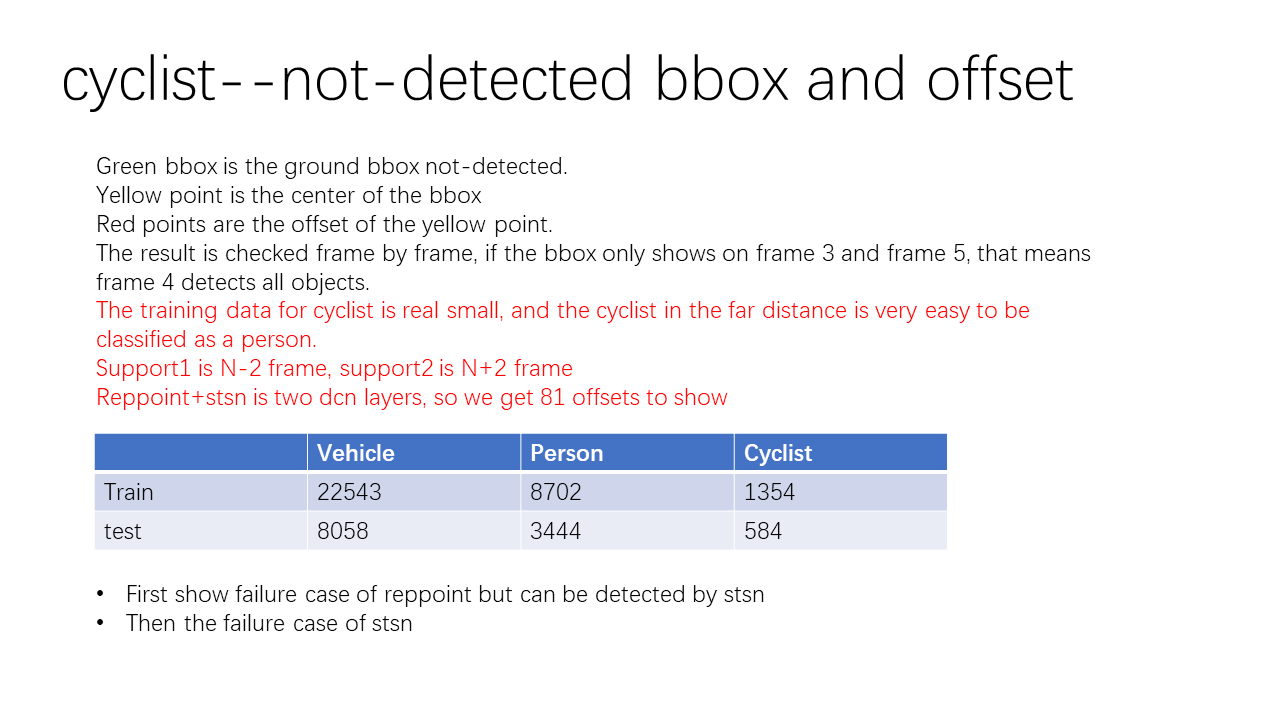 cyclist--not-detected bbox and offset
Green bbox is the ground bbox not-detected.
Yellow point is the center of the bbox
Red points are the offset of the yellow point.
The result is checked frame by frame, if the bbox only shows on frame 3 and frame 5, that means
frame 4 detects all objects.
The training data for cyclist is real small, and the cyclist in the far distance is very easy to be
classified as a person.
Support1 is N-2 frame, support2 is N+2 frame
Reppoint+stsn is two dcn layers, so we get 81 offsets to show
Vehicle Person Cyclist
Train 22543 8702 1354
test 8058 3444 584
• First show failure case of reppoint but can be detected by stsn
• Then the failure case of stsn